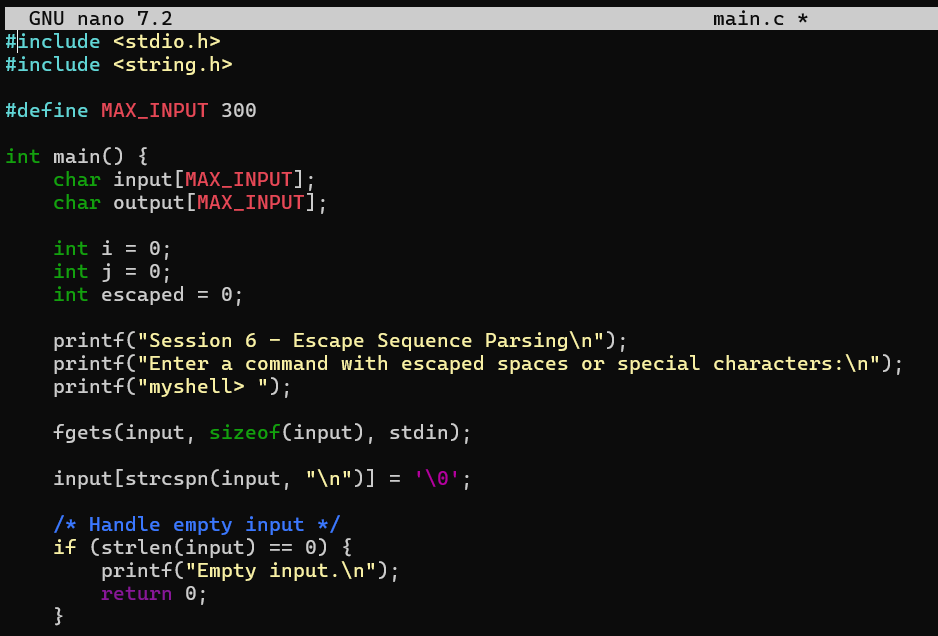 GNU nano 7.2 main.c *
#include <stdio.h>
#include <string.h>
#define MAX_INPUT 300
int main() {
    char input[MAX_INPUT];
    char output[MAX_INPUT];
    int i = 0;
    int j = 0;
    int escaped = 0;
    printf("Session 6 - Escape Sequence Parsing\n");
    printf("Enter a command with escaped spaces or special characters:\n");
    printf("myshell> ");
    fgets(input, sizeof(input), stdin);
    input[strcspn(input, "\n")] = '\0';
    /* Handle empty input */
    if (strlen(input) == 0) {
        printf("Empty input.\n");
        return 0;
    }